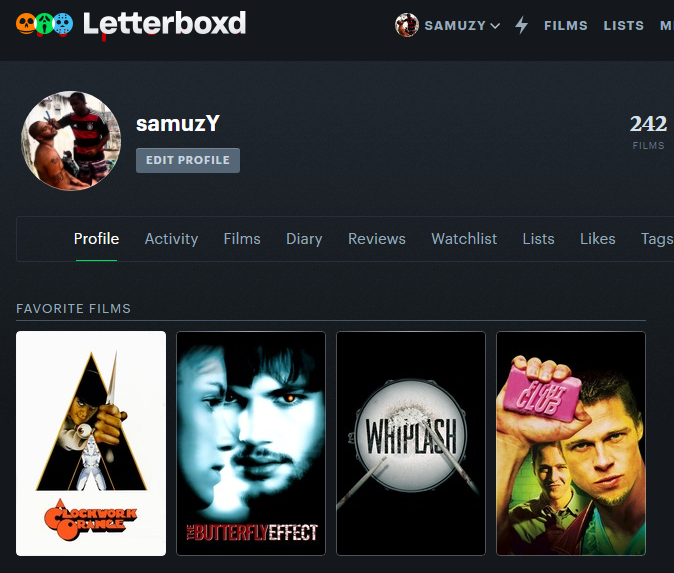 Letterboxd
SAMUZY
FILMS
LISTS
samuzY
EDIT PROFILE
242
FILMS
Profile
Activity
Films
Diary
Reviews
Watchlist
Lists
Likes
Tags
FAVORITE FILMS
A CLOCKWORK
ORANGE
THE BUTTERFLY EFFECT
WHIPLASH
FIGHT
CLUB